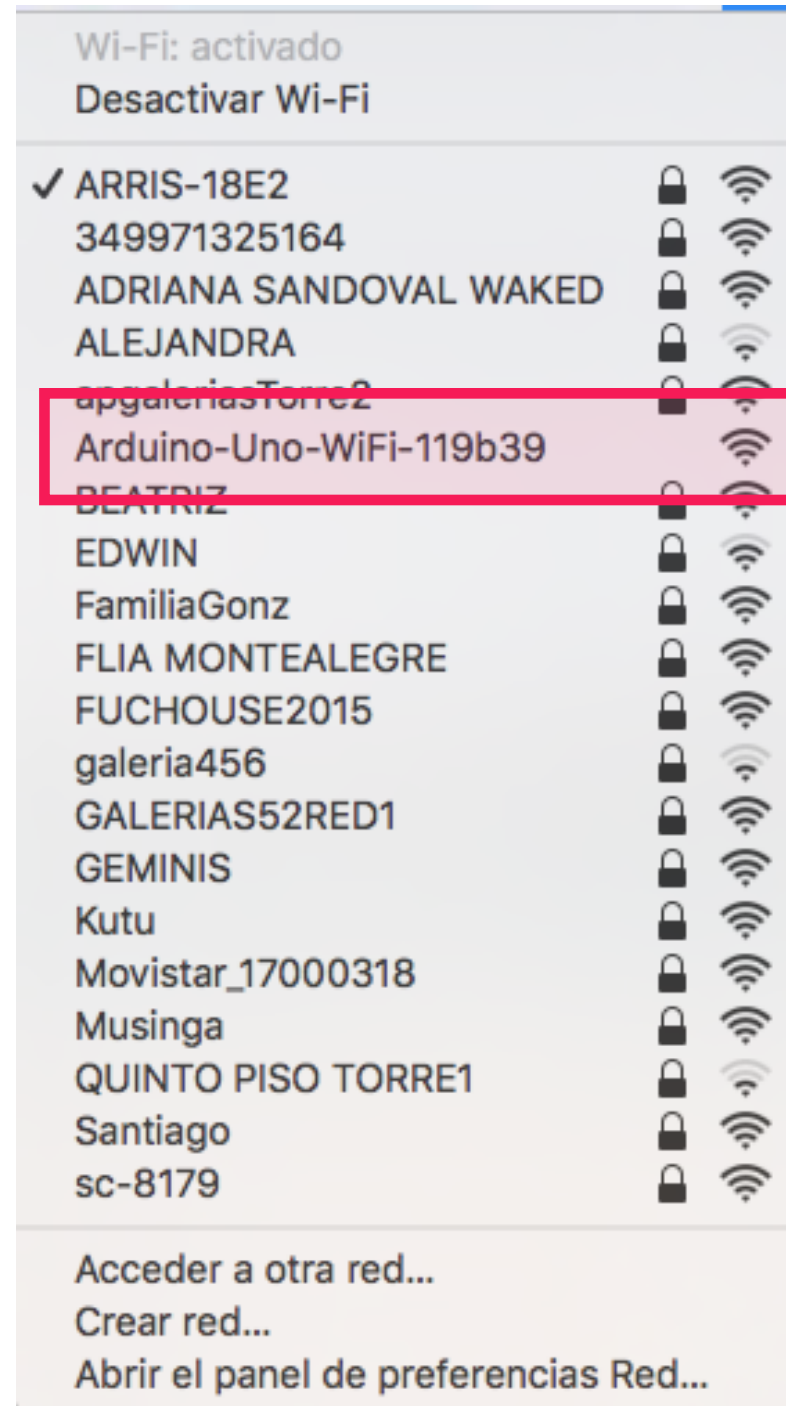 Wi-Fi: activado
Desactivar Wi-Fi
✓ ARRIS-18E2
349971325164
ADRIANA SANDOVAL WAKED
ALEJANDRA
apgaleriasTorre2
Arduino-Uno-WiFi-119b39
BEATRIZ
EDWIN
FamiliaGonz
FLIA MONTEALEGRE
FUCHOUSE2015
galeria456
GALERIAS52RED1
GEMINIS
Kutu
Movistar_17000318
Musinga
QUINTO PISO TORRE1
Santiago
sc-8179
Acceder a otra red...
Crear red...
Abrir el panel de preferencias Red...